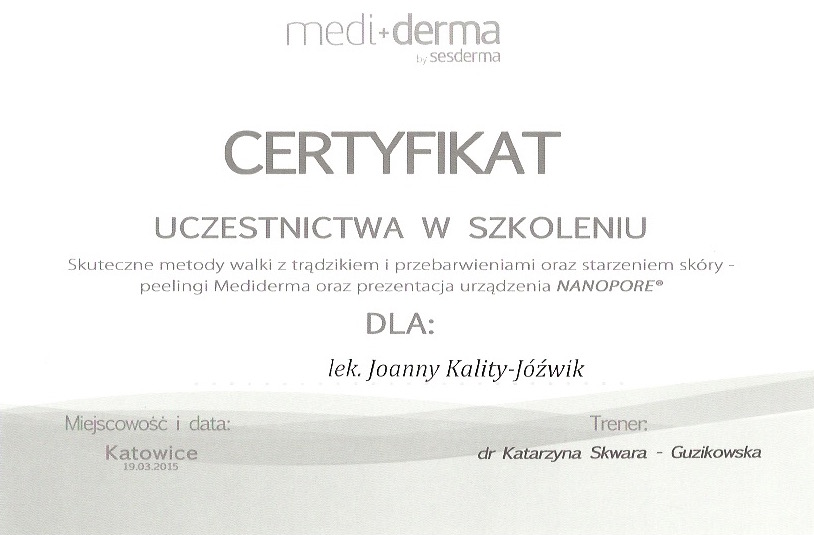 medi+derma
by sesderma
CERTYFIKAT
UCZESTNICTWA W SZKOLENIU
Skuteczne metody walki z trądzikiem i przebarwieniami oraz starzeniem skóry -
peelingi Mediderma oraz prezentacja urządzenia NANOPORE®
DLA:
lek. Joanny Kality-Jóźwik
Miejscowość i data:
Katowice
19.03.2015
Trener:
dr Katarzyna Skwara - Guzikowska